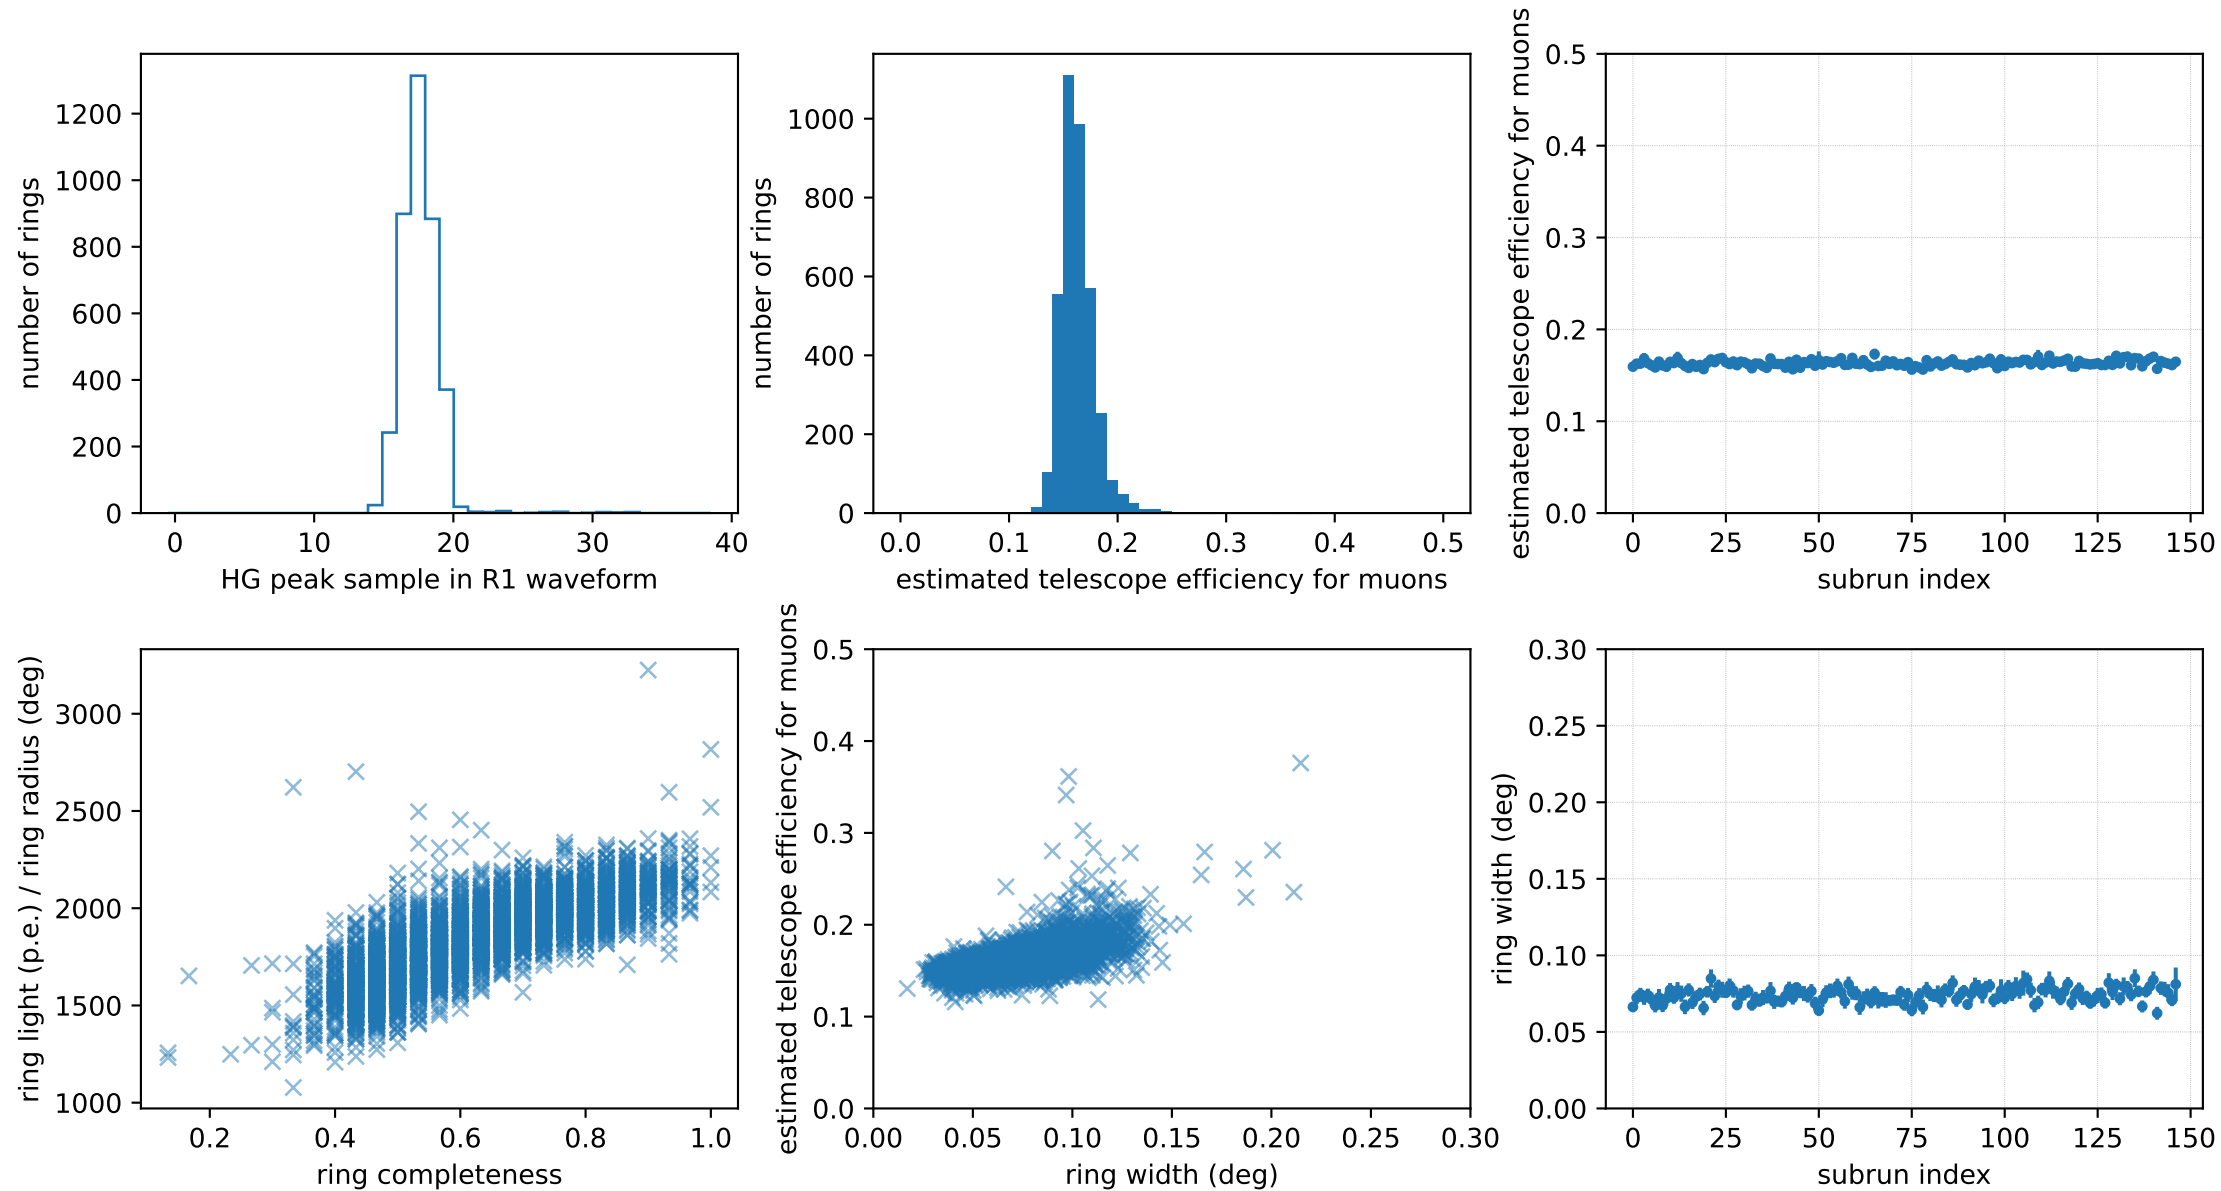 number of rings
1200
1000
800
600
400
200
0
0 10 20 30 40
HG peak sample in R1 waveform
number of rings
1000
800
600
400
200
0
0.0 0.1 0.2 0.3 0.4 0.5
estimated telescope efficiency for muons
estimated telescope efficiency for muons
0.5
0.4
0.3
0.2
0.1
0.0
0 25 50 75 100 125 150
subrun index
ring light (p.e.) / ring radius (deg)
3000
2500
2000
1500
1000
0.2 0.4 0.6 0.8 1.0
ring completeness
estimated telescope efficiency for muons
0.5
0.4
0.3
0.2
0.1
0.0
0.00 0.05 0.10 0.15 0.20 0.25 0.30
ring width (deg)
ring width (deg)
0.30
0.25
0.20
0.15
0.10
0.05
0.00
0 25 50 75 100 125 150
subrun index